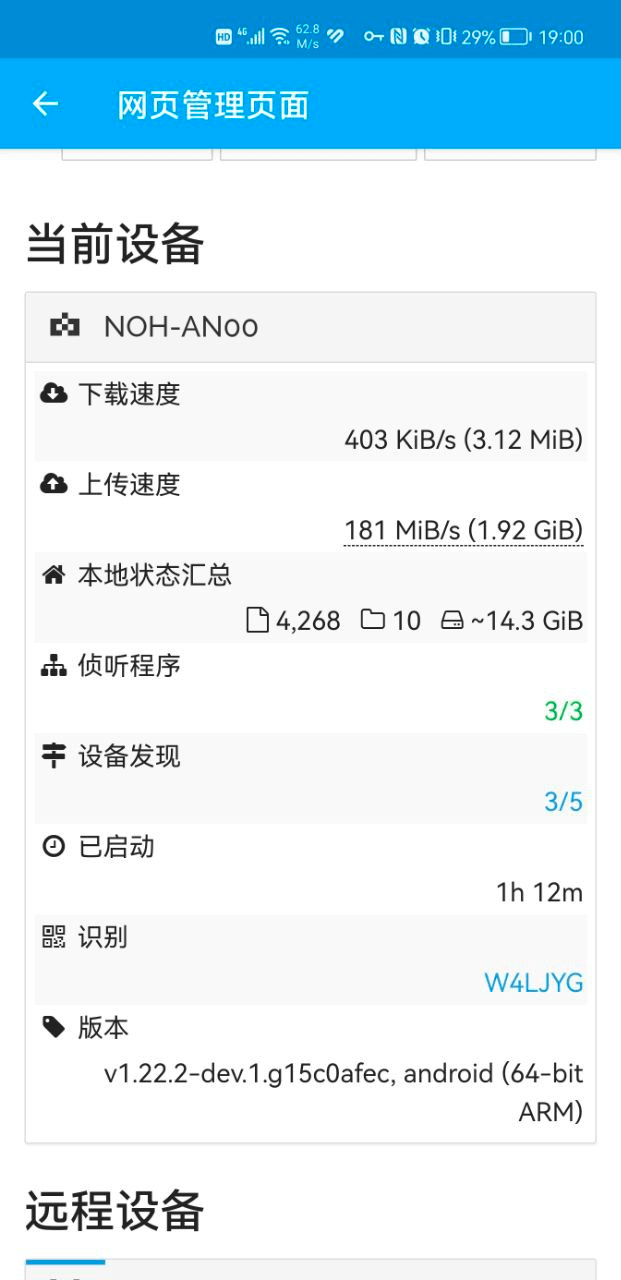 HD 4G 62.8 M/s 29% 19:00
网页管理页面
当前设备
NOH-AN00
下载速度
403 KiB/s (3.12 MiB)
上传速度
181 MiB/s (1.92 GiB)
本地状态汇总
4,268 10 ~14.3 GiB
侦听程序
3/3
设备发现
3/5
已启动
1h 12m
识别
W4LJYG
版本
v1.22.2-dev.1.g15c0afec, android (64-bit
ARM)
远程设备